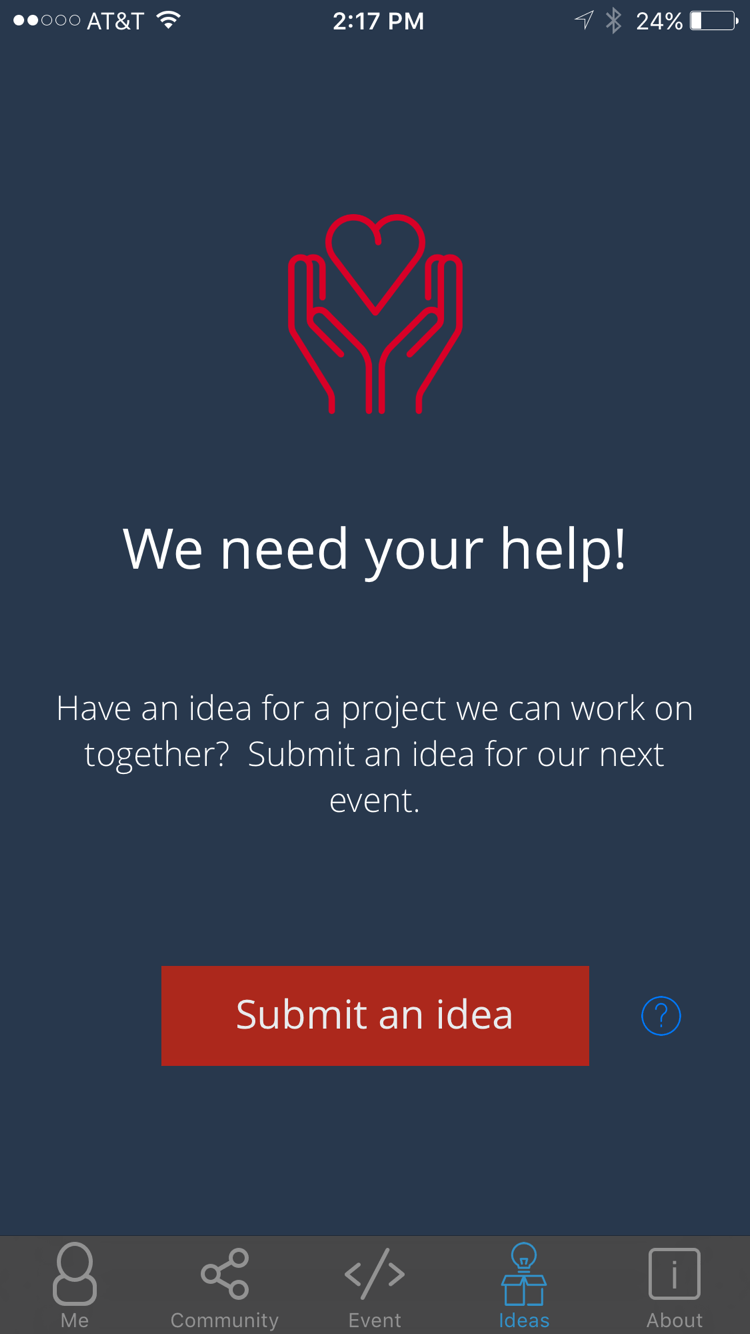 AT&T 2:17 PM 24%
We need your help!
Have an idea for a project we can work on
together?  Submit an idea for our next
event.
Submit an idea ?
Me Community Event Ideas About